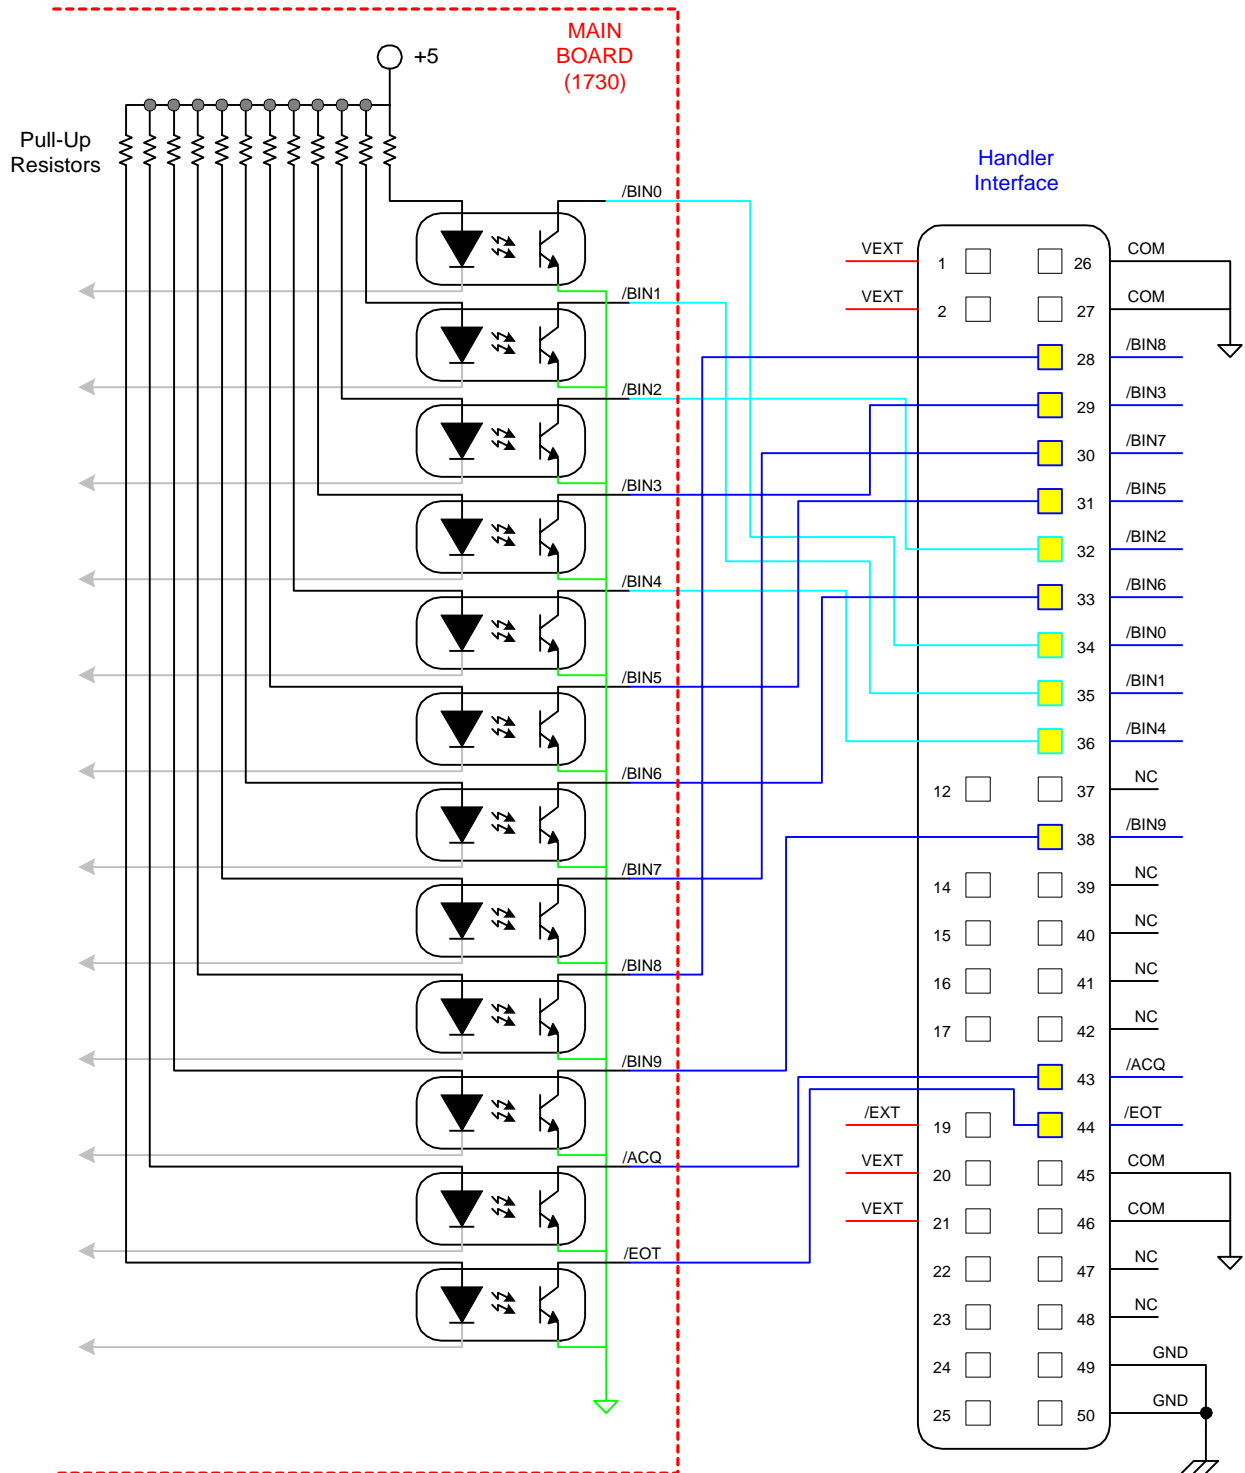 MAIN
BOARD
(1730)
+5
Pull-Up
Resistors
Handler
Interface
/BIN0
/BIN1
/BIN2
/BIN3
/BIN4
/BIN5
/BIN6
/BIN7
/BIN8
/BIN9
/ACQ
/EOT
VEXT 1 26 COM
VEXT 2 27 COM
28 /BIN8
29 /BIN3
30 /BIN7
31 /BIN5
32 /BIN2
33 /BIN6
34 /BIN0
35 /BIN1
36 /BIN4
12 37 NC
38 /BIN9
14 39 NC
15 40 NC
16 41 NC
17 42 NC
43 /ACQ
/EXT 19 44 /EOT
VEXT 20 45 COM
VEXT 21 46 COM
22 47 NC
23 48 NC
24 49 GND
25 50 GND